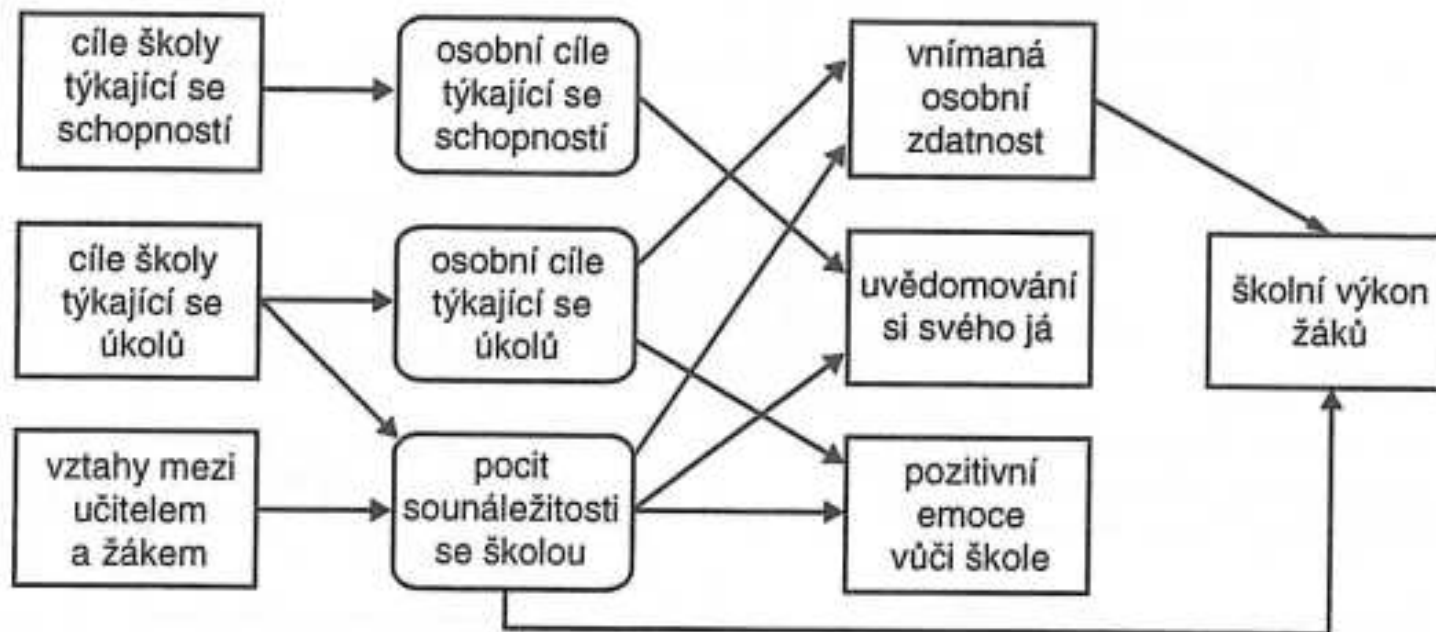 cíle školy
týkající se
schopností
osobní cíle
týkající se
schopností
vnímaná
osobní
zdatnost
cíle školy
týkající se
úkolů
osobní cíle
týkající se
úkolů
uvědomování
si svého já
školní výkon
žáků
vztahy mezi
učitelem
a žákem
pocit
sounáležitosti
se školou
pozitivní
emoce
vůči škole